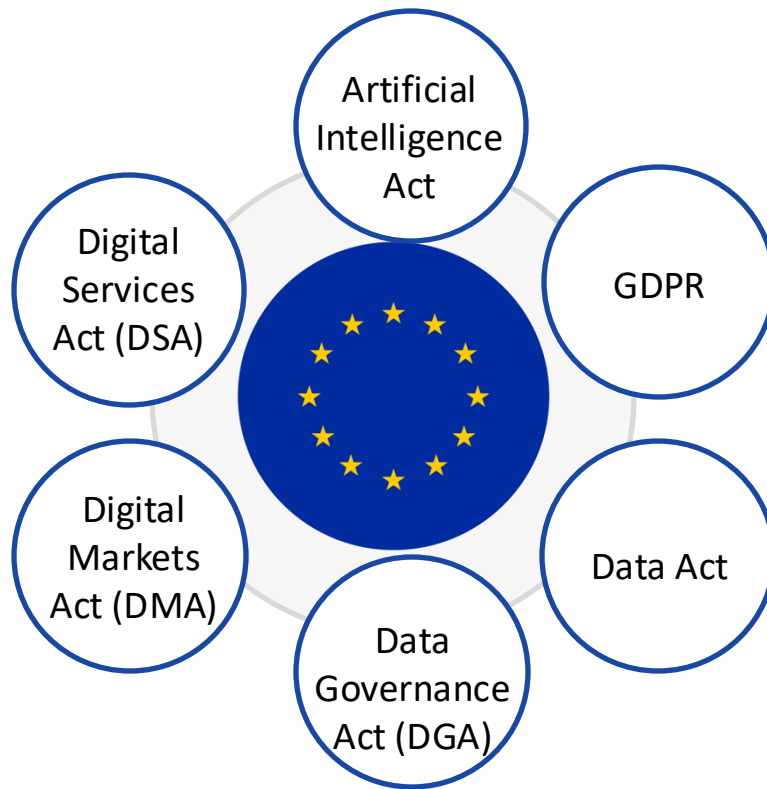 Artificial
Intelligence
Act
GDPR
Data Act
Data
Governance
Act (DGA)
Digital
Markets
Act (DMA)
Digital
Services
Act (DSA)